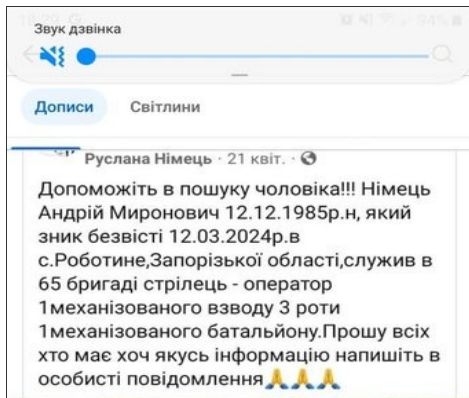 Звук дзвінка
Дописи Світлини
Руслана Німець · 21 квіт. ·
Допоможіть в пошуку чоловіка!!! Німець
Андрій Миронович 12.12.1985р.н, який
зник безвісті 12.03.2024р.в
с.Роботине,Запорізької області,служив в
65 бригаді стрілець - оператор
1механізованого взводу 3 роти
1механізованого батальйону.Прошу всіх
хто має хоч якусь інформацію напишіть в
особисті повідомлення🙏🙏🙏